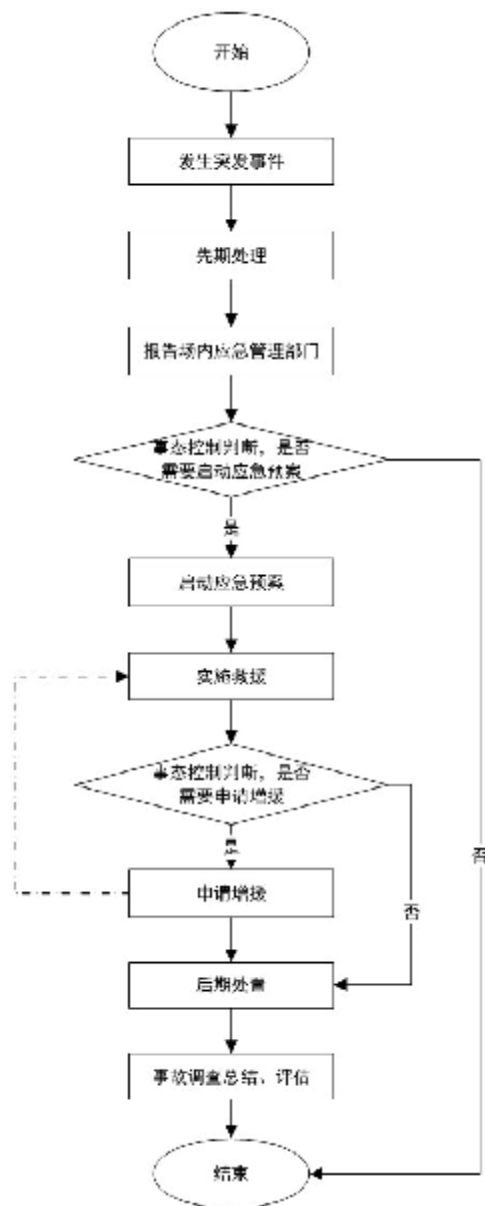 开始
发生突发事件
先期处理
报告场内应急管理部门
事态控制判断，是否
需要启动应急预案
是
启动应急预案
实施救援
事态控制判断，是否
需要申请增援
是
否
申请增援
否
后期处置
事故调查总结、评估
结束